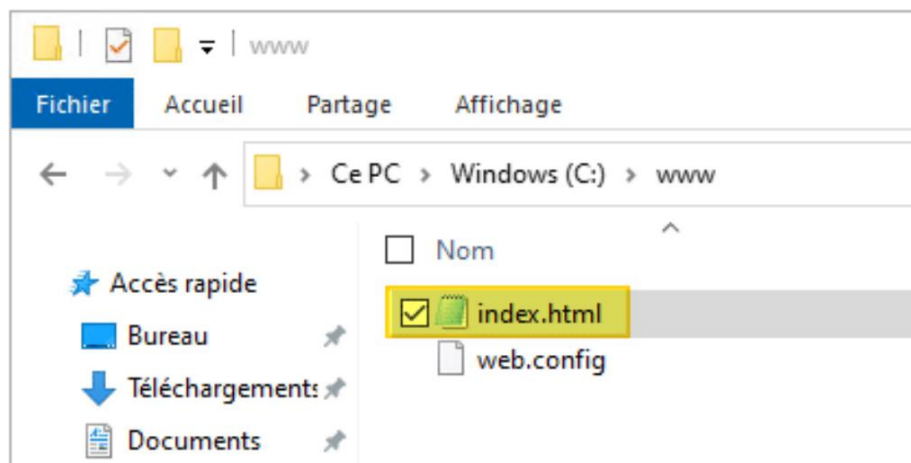 www
Fichier Accueil Partage Affichage
Ce PC > Windows (C:) > www
Nom
Accès rapide
index.html
Bureau
web.config
Téléchargements
Documents